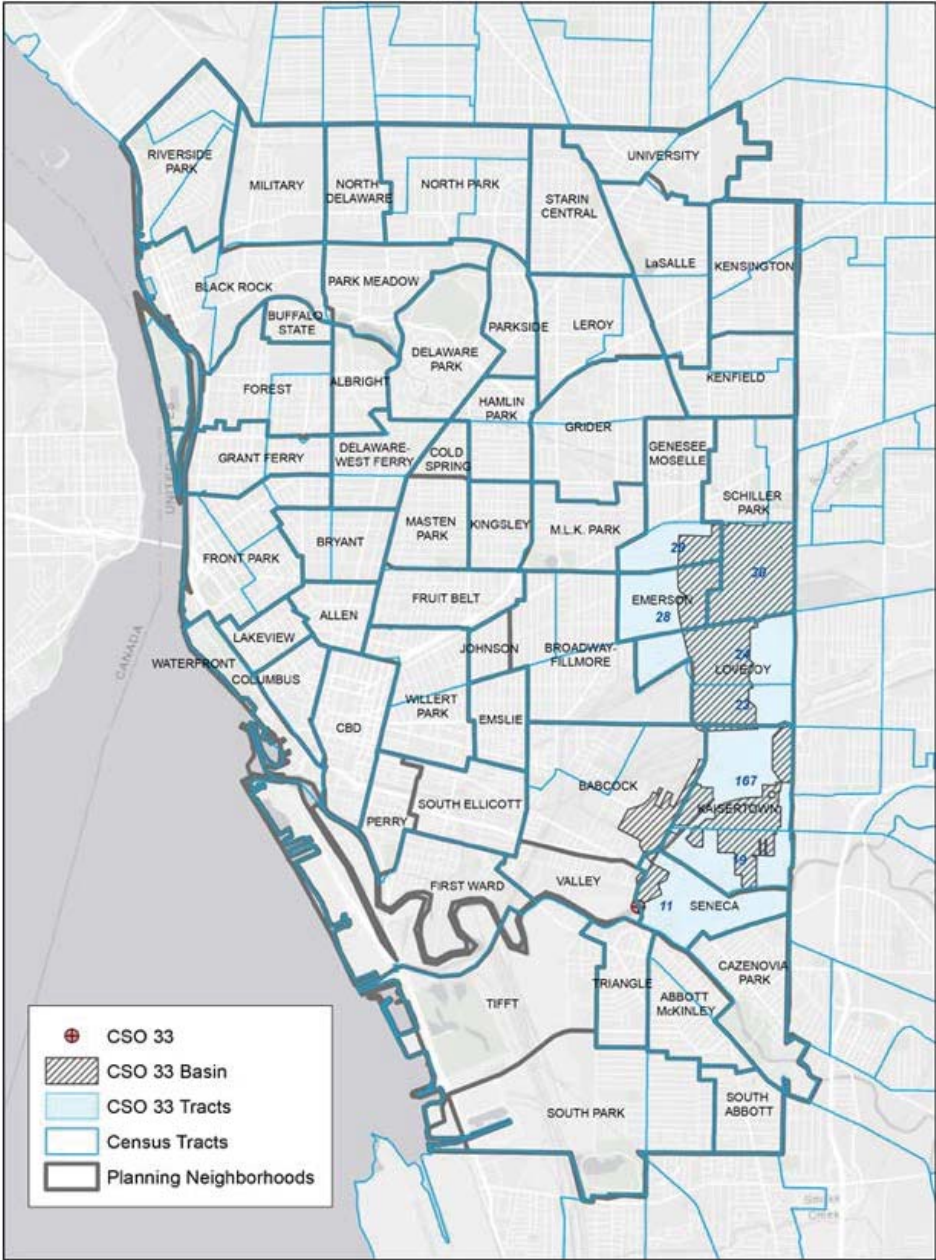 UNIVERSITY
RIVERSIDE
PARK
MILITARY
NORTH
DELAWARE
NORTH PARK
STARIN
CENTRAL
LaSALLE
KENSINGTON
BLACK ROCK
PARK MEADOW
BUFFALO
STATE
PARKSIDE
LEROY
DELAWARE
PARK
ALBRIGHT
FOREST
KENFIELD
HAMLIN
PARK
GRIDER
GRANT FERRY
DELAWARE-
WEST FERRY
COLD
SPRING
GENESEE
MOSELLE
SCHILLER
PARK
MASTEN
PARK
KINGSLEY
M.L.K. PARK
FRONT PARK
BRYANT
29
30
FRUIT BELT
EMERSON
28
ALLEN
LAKEVIEW
JOHNSON
BROADWAY-
FILLMORE
24
LOVEJOY
WATERFRONT
COLUMBUS
CANADA
WILLERT
PARK
23
EMSLIE
CBD
BABCOCK
167
KAISERTOWN
PERRY
SOUTH ELLICOTT
19
FIRST WARD
VALLEY
11
SENECA
CAZENOVIA
PARK
TRIANGLE
ABBOTT
McKINLEY
TIFFT
SOUTH PARK
SOUTH
ABBOTT
CSO 33
CSO 33 Basin
CSO 33 Tracts
Census Tracts
Planning Neighborhoods